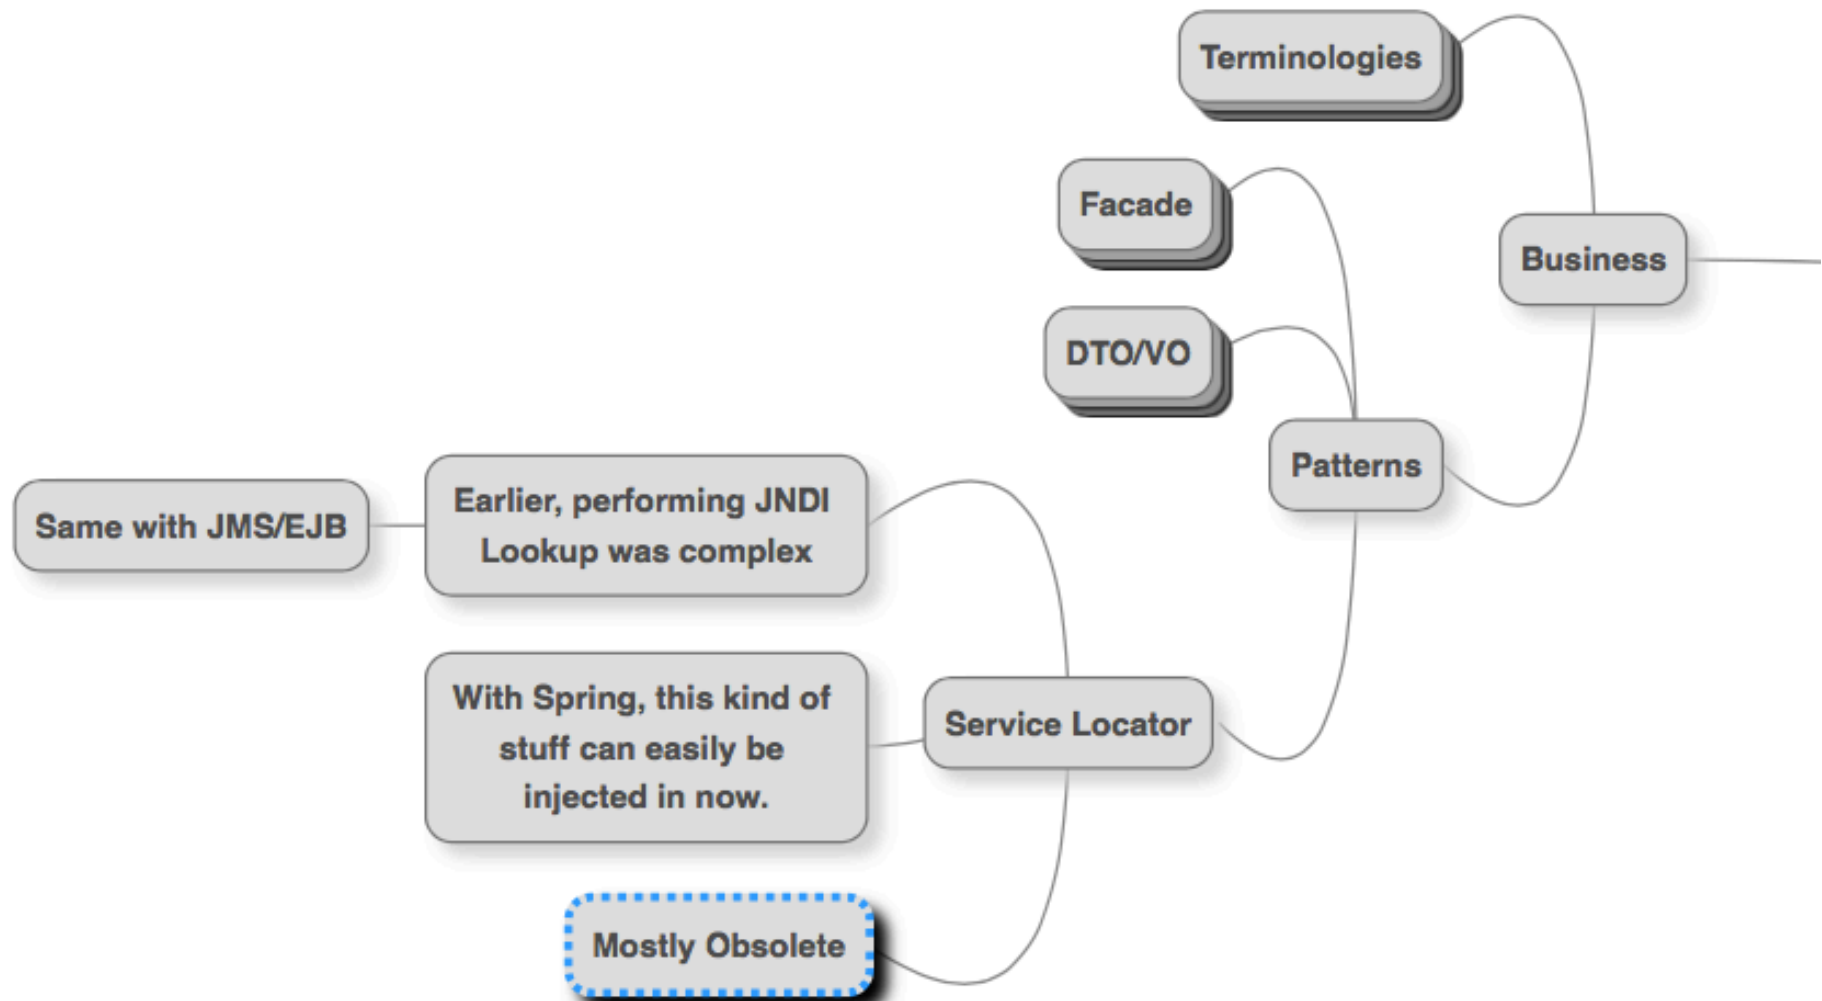 Terminologies
Facade
Business
DTO/VO
Patterns
Earlier, performing JNDI
Lookup was complex
Same with JMS/EJB
With Spring, this kind of
stuff can easily be
injected in now.
Service Locator
Mostly Obsolete